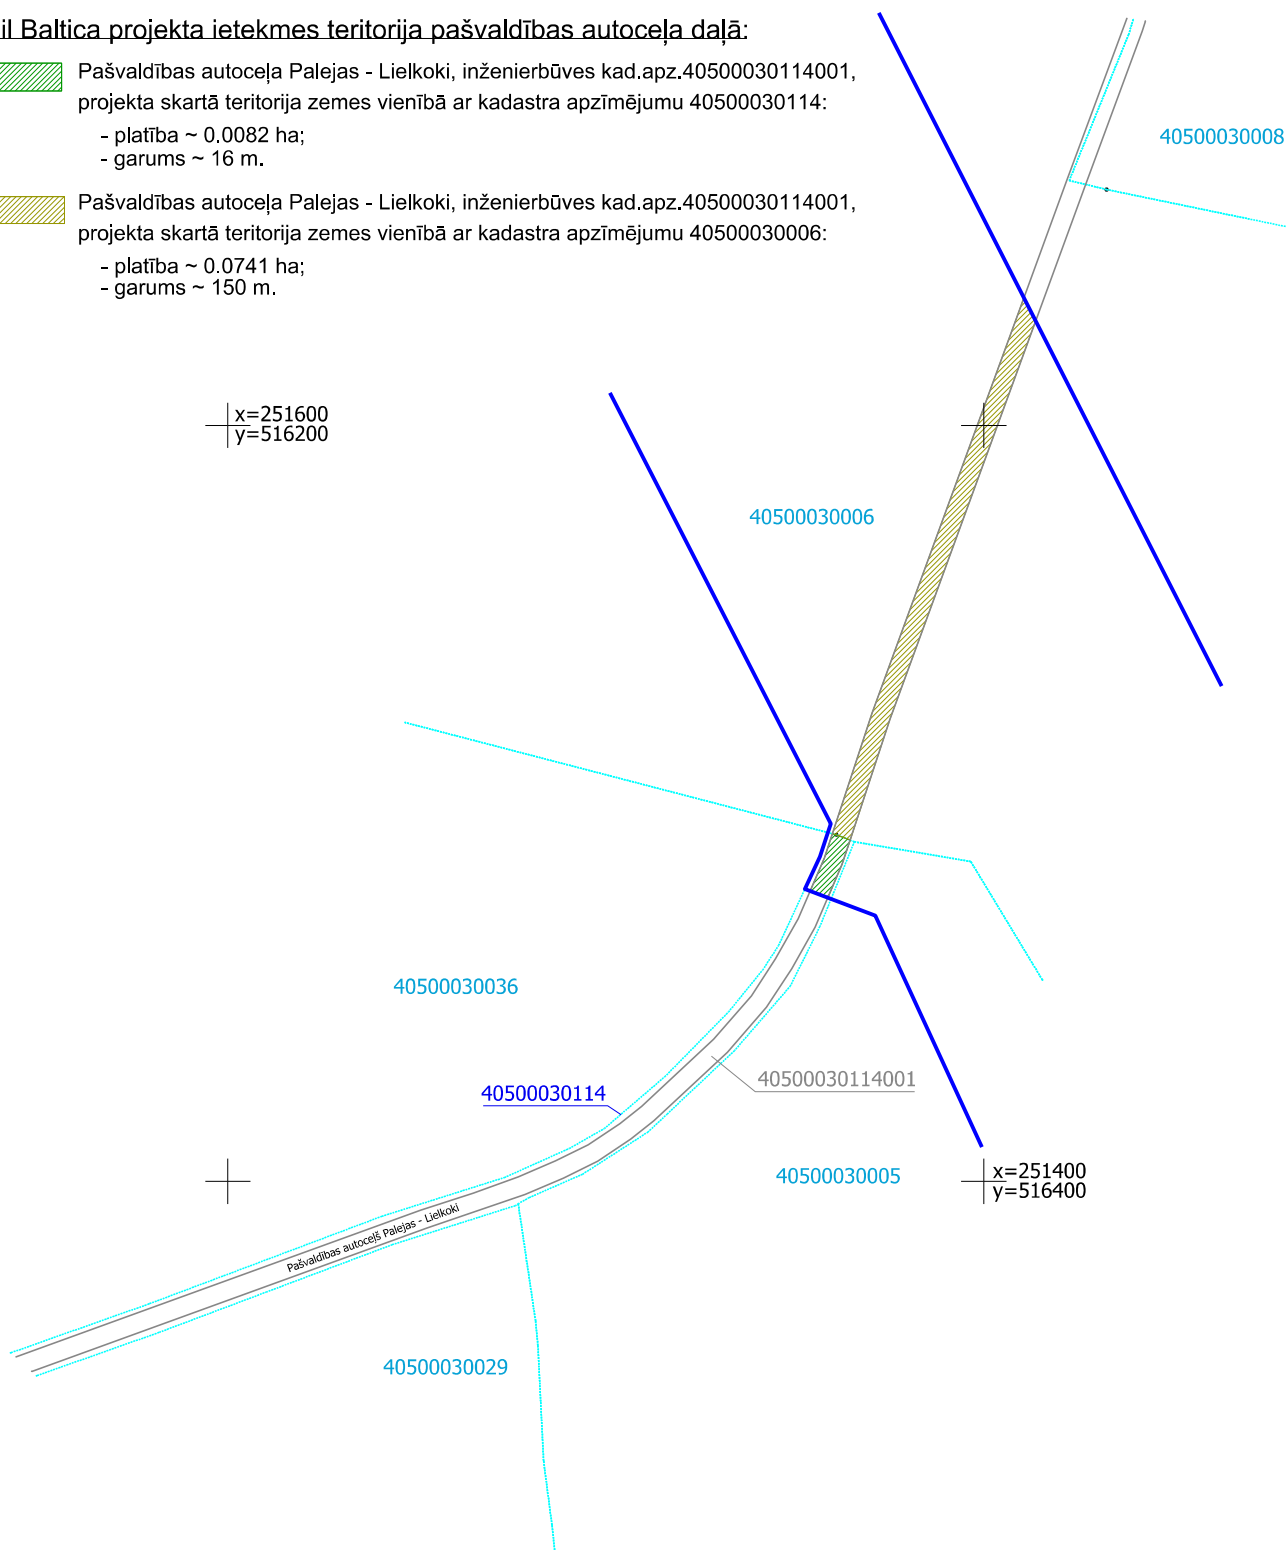 il Baltica projekta ietekmes teritorija pašvaldības autoceļa daļā:
Pašvaldības autoceļa Palejas - Lielkoki, inženierbūves kad.apz.40500030114001,
projekta skartā teritorija zemes vienībā ar kadastra apzīmējumu 40500030114:
- platība ~ 0.0082 ha;
- garums ~ 16 m.
Pašvaldības autoceļa Palejas - Lielkoki, inženierbūves kad.apz.40500030114001,
projekta skartā teritorija zemes vienībā ar kadastra apzīmējumu 40500030006:
- platība ~ 0.0741 ha;
- garums ~ 150 m.
40500030008
x=251600
y=516200
40500030006
40500030036
40500030114001
40500030114
40500030005
x=251400
y=516400
Pašvaldības autoceļš Palejas - Lielkoki
40500030029